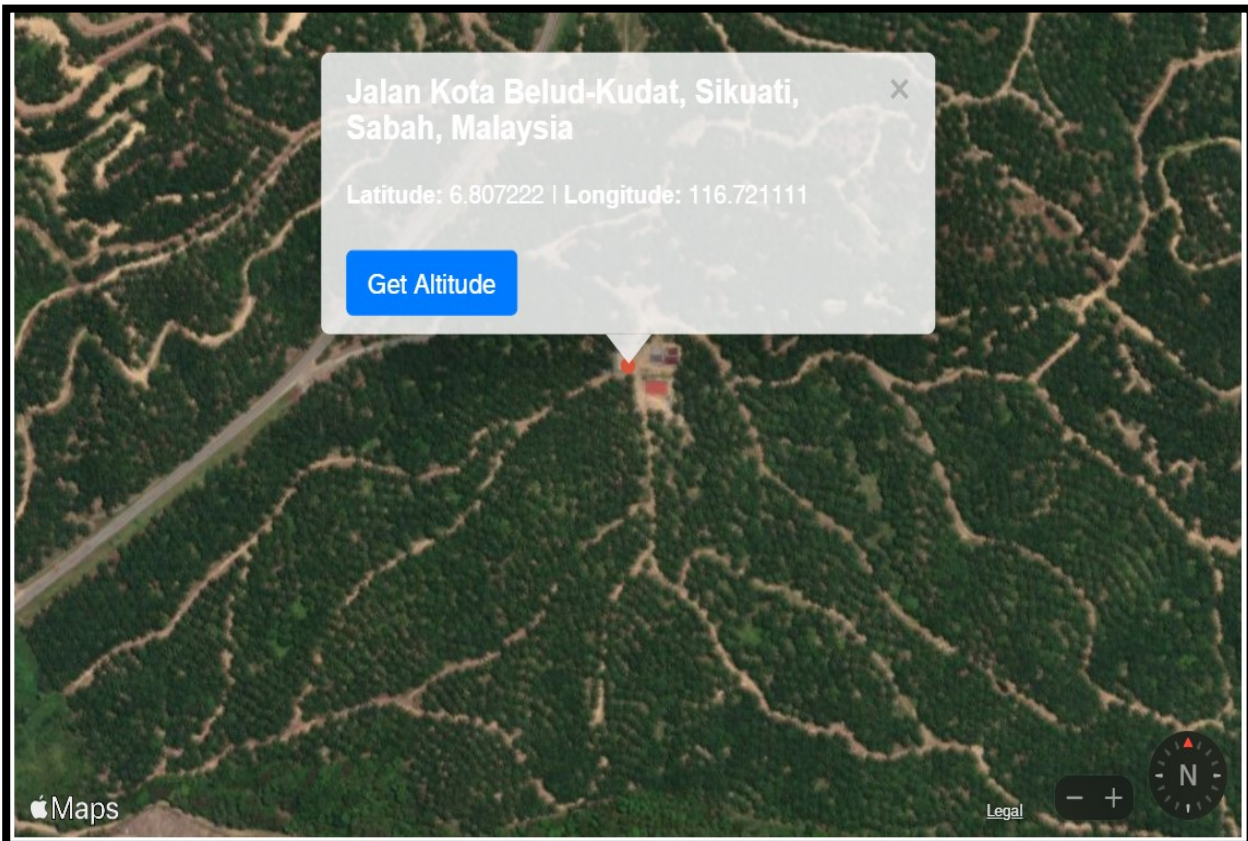 Jalan Kota Belud-Kudat, Sikuati,
Sabah, Malaysia
×
Latitude: 6.807222 | Longitude: 116.721111
Get Altitude
Maps
Legal
− +
N